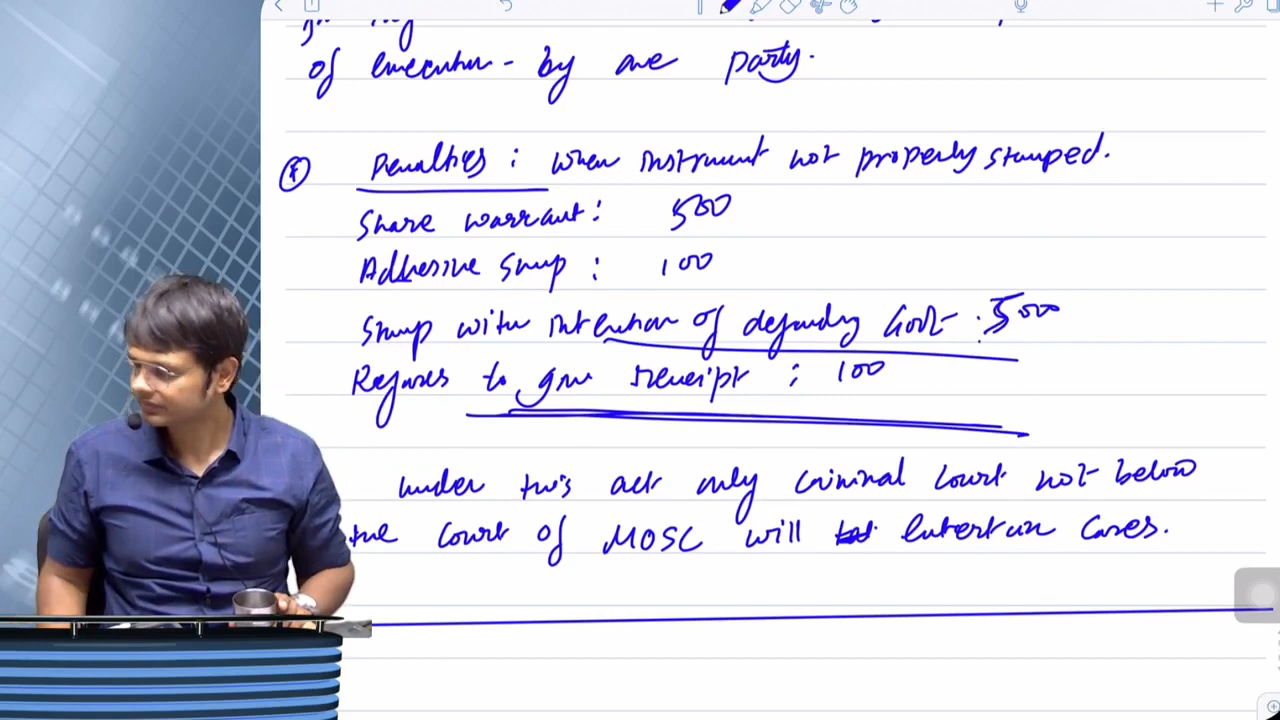 of execution - by one party.
Penalties : when instrument not properly stamped.
Share warrant : 500
Adhesive Stamp : 100
Stamp with intention of defrauding Govt : 5000
Refuses to give receipt : 100
under this act only criminal court not below
the court of MOSC will entertain cases.